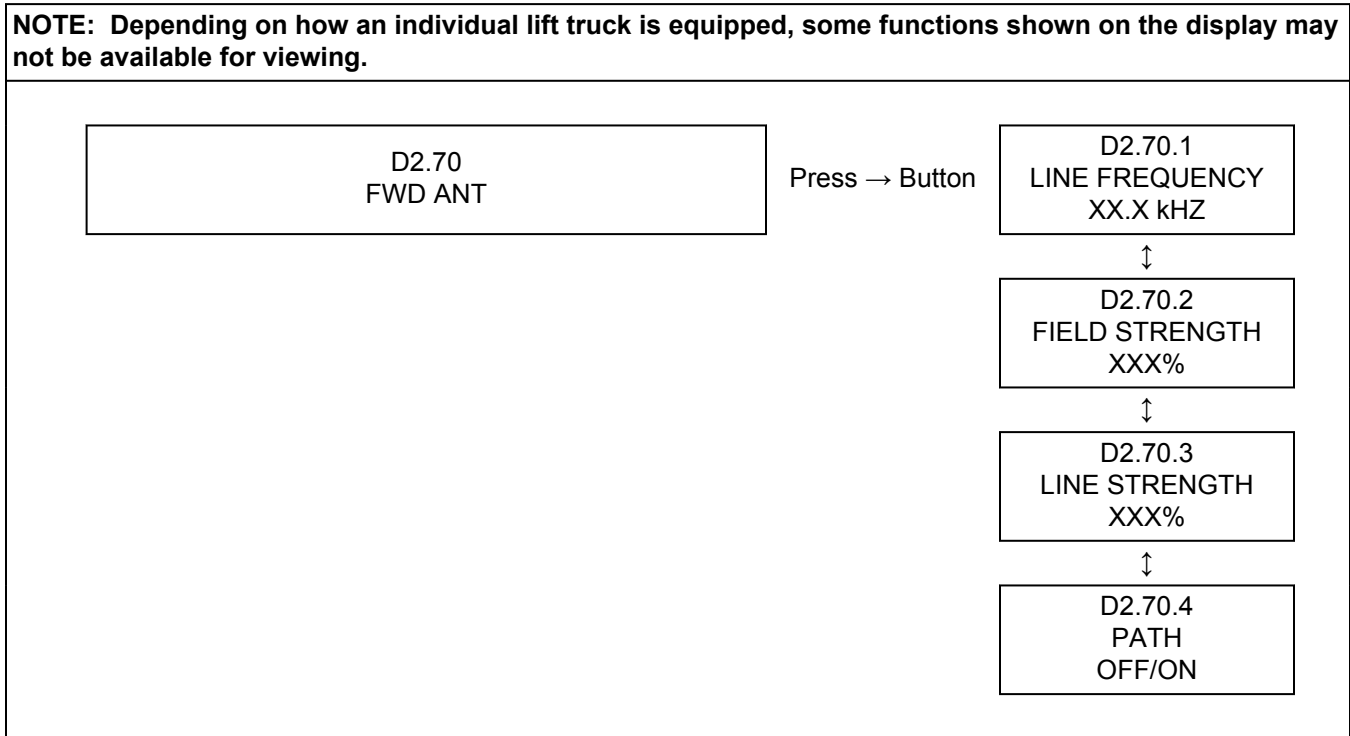 NOTE: Depending on how an individual lift truck is equipped, some functions shown on the display may
not be available for viewing.
D2.70
FWD ANT
Press → Button
D2.70.1
LINE FREQUENCY
XX.X kHZ
↕
D2.70.2
FIELD STRENGTH
XXX%
↕
D2.70.3
LINE STRENGTH
XXX%
↕
D2.70.4
PATH
OFF/ON